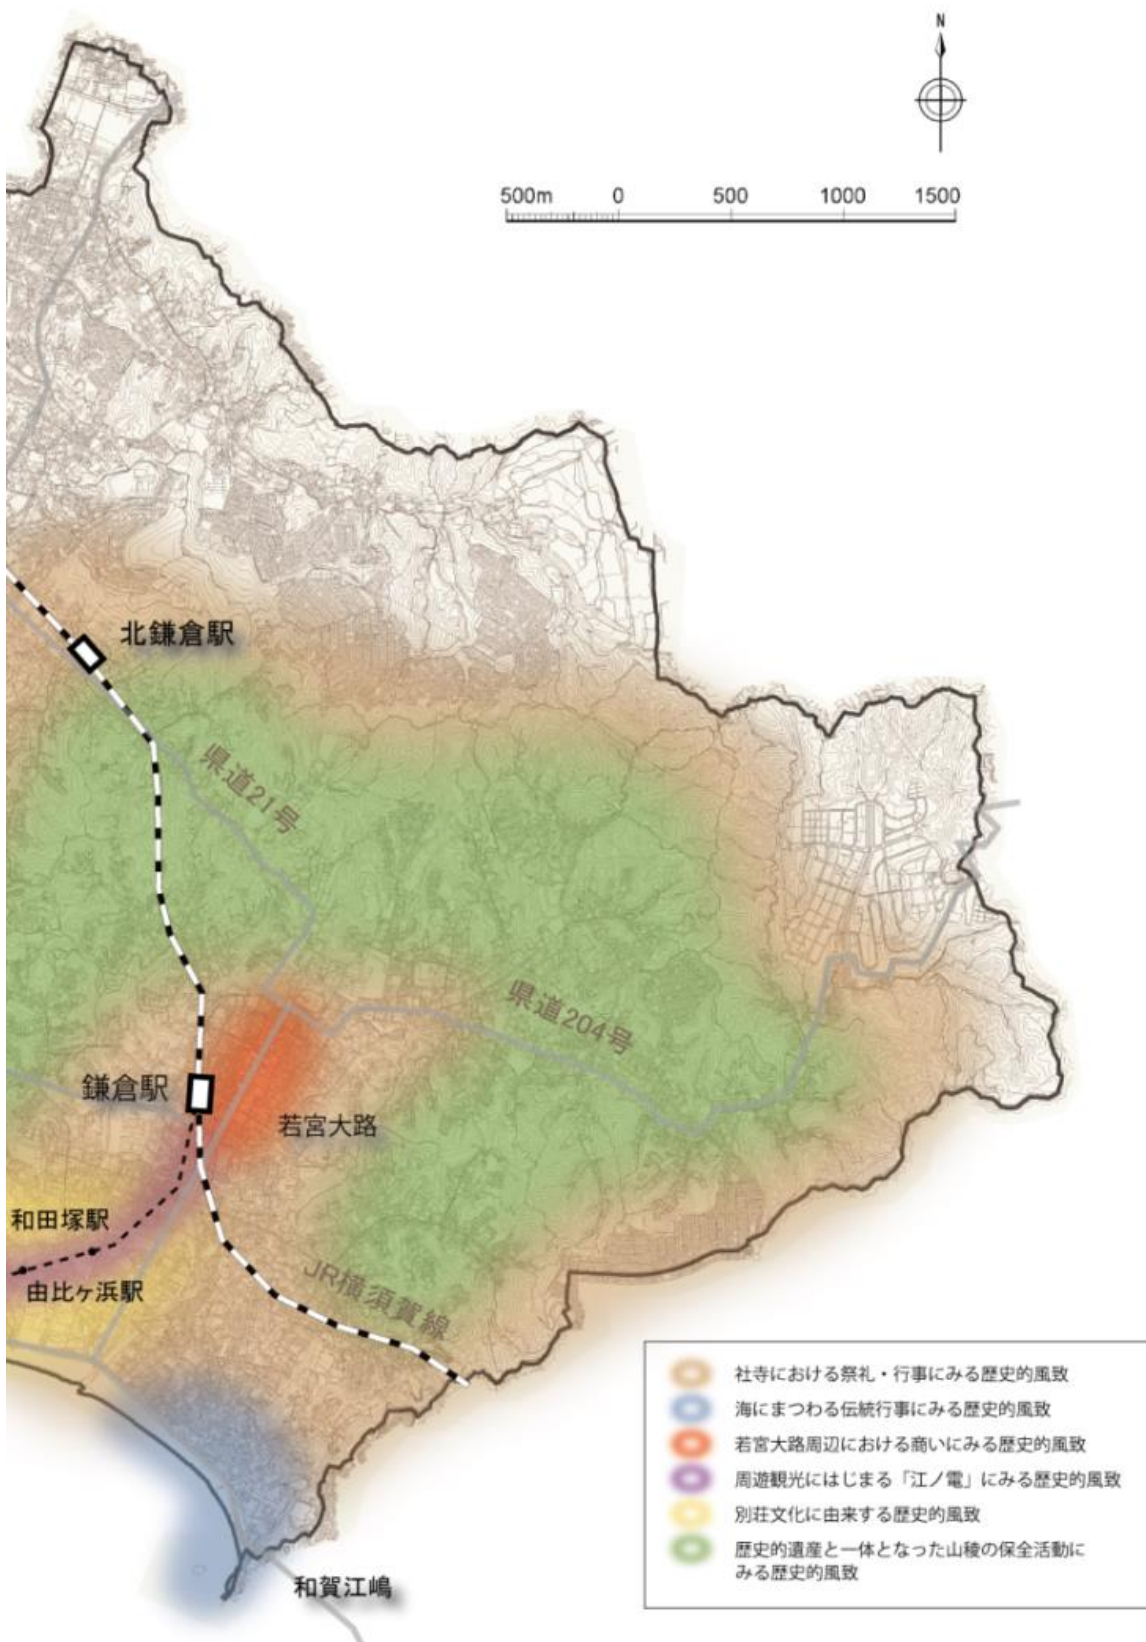 N
500m 0 500 1000 1500
北鎌倉駅
県道21号
県道204号
鎌倉駅
若宮大路
和田塚駅
由比ヶ浜駅
JR横須賀線
和賀江嶋
社寺における祭礼・行事にみる歴史的風致
海にまつわる伝統行事にみる歴史的風致
若宮大路周辺における商いにみる歴史的風致
周遊観光にはじまる「江ノ電」にみる歴史的風致
別荘文化に由来する歴史的風致
歴史的遺産と一体となった山稜の保全活動に
みる歴史的風致